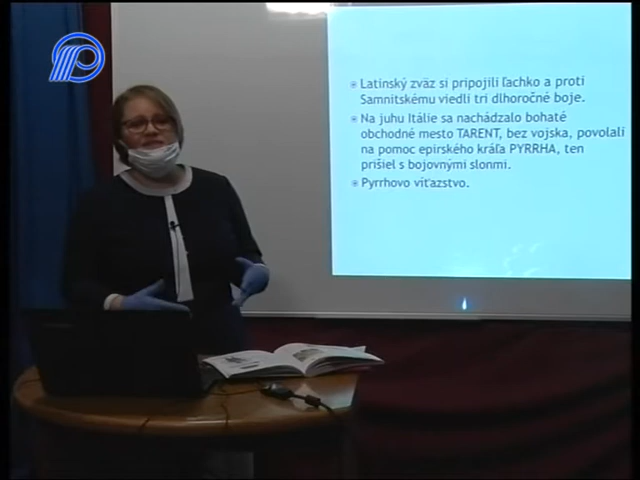 Latinský zväz si pripojili ľachko a proti
Samnitskému viedli tri dlhoročné boje.
Na juhu Itálie sa nachádzalo bohaté
obchodné mesto TARENT, bez vojska, povolali
na pomoc epirského kráľa PYRRHA, ten
prišiel s bojovnými slonmi.
Pyrrhovo víťazstvo.